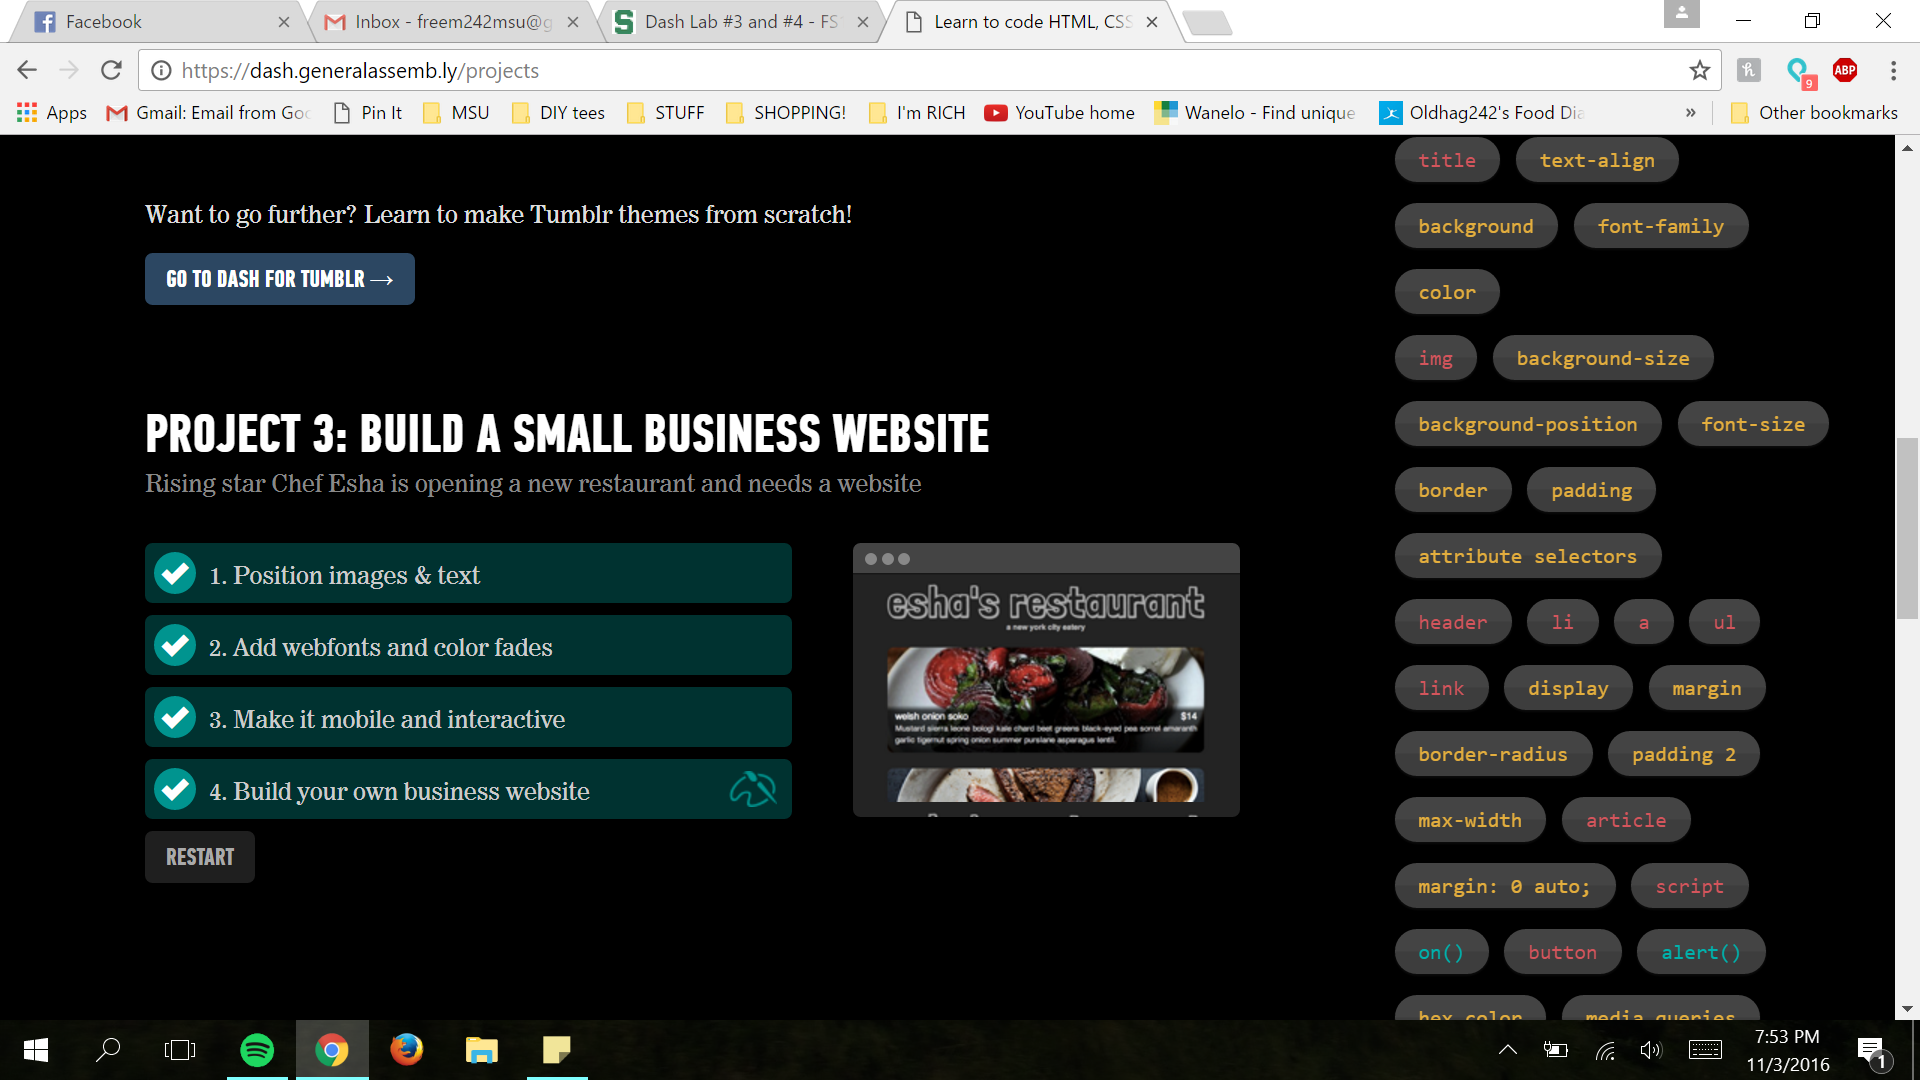 Facebook
Inbox - freem242msu@g
Dash Lab #3 and #4 - FS
Learn to code HTML, CSS
https://dash.generalassemb.ly/projects
9
ABP
Apps
Gmail: Email from Goo
Pin It
MSU
DIY tees
STUFF
SHOPPING!
I'm RICH
YouTube home
Wanelo - Find unique
Oldhag242's Food Dia
»
Other bookmarks
Want to go further? Learn to make Tumblr themes from scratch!
GO TO DASH FOR TUMBLR →
PROJECT 3: BUILD A SMALL BUSINESS WEBSITE
Rising star Chef Esha is opening a new restaurant and needs a website
1. Position images & text
2. Add webfonts and color fades
3. Make it mobile and interactive
4. Build your own business website
RESTART
esha's restaurant
a new york city eatery
welsh onion soko $14
Mustard sierra leone bologi kale chard beet greens black-eyed pea sorrel amaranth
garlic tigernut spring onion summer purslane asparagus lentil.
title text-align
background font-family
color
img background-size
background-position font-size
border padding
attribute selectors
header li a ul
link display margin
border-radius padding 2
max-width article
margin: 0 auto; script
on() button alert()
hex color media queries
7:53 PM
11/3/2016
1